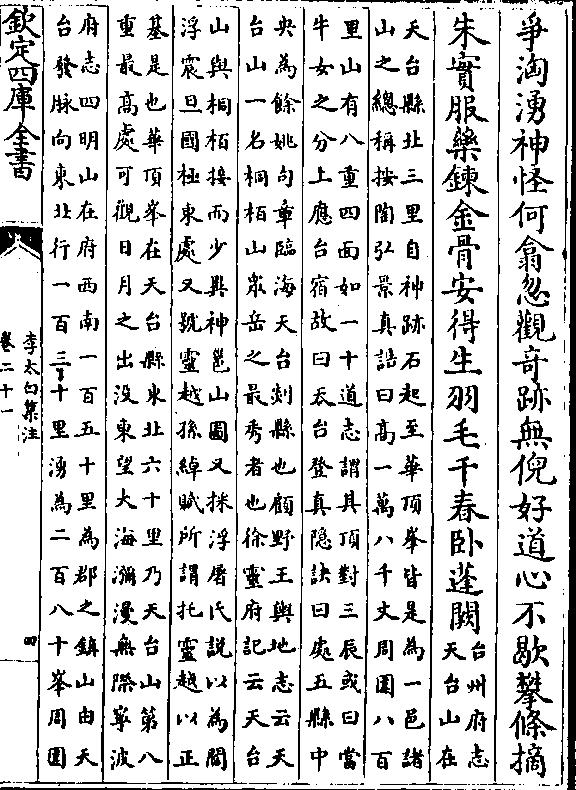 爭洶湧神怪何翕忽觀奇跡無倪好道心不歇攀條摘
朱實服藥鍊金骨安得生羽毛千春卧蓬闕
台州府志
天台山在
天台縣北三里自神跡石起至華頂峯皆是為一邑諸
山之總稱按陶弘景真誥曰高一萬八千丈周圍八百
里山有八重四面如一十道志謂其頂對三辰或曰當
牛女之分上應台宿故曰天台登真隐訣曰處五縣中
央為餘姚句章臨海天台剡縣也顧野王輿地志云天
台山一名桐栢山衆岳之最秀者也徐靈府記云天台
山與桐栢接而少異神邕山圖又採浮屠氏說以為閻
浮震旦國極東處又號靈越孫綽賦所謂托靈越以正
基是也華頂峯在天台縣東北六十里乃天台山第八
重最高處可觀日月之出没東望大海瀰漫無際寧波
府志四明山在府西南一百五十里為郡之鎮山由天
台發脉向東北行一百三十里湧為二百八十峯周圍
欽定四庫全書
李太白集注
卷二十一
四